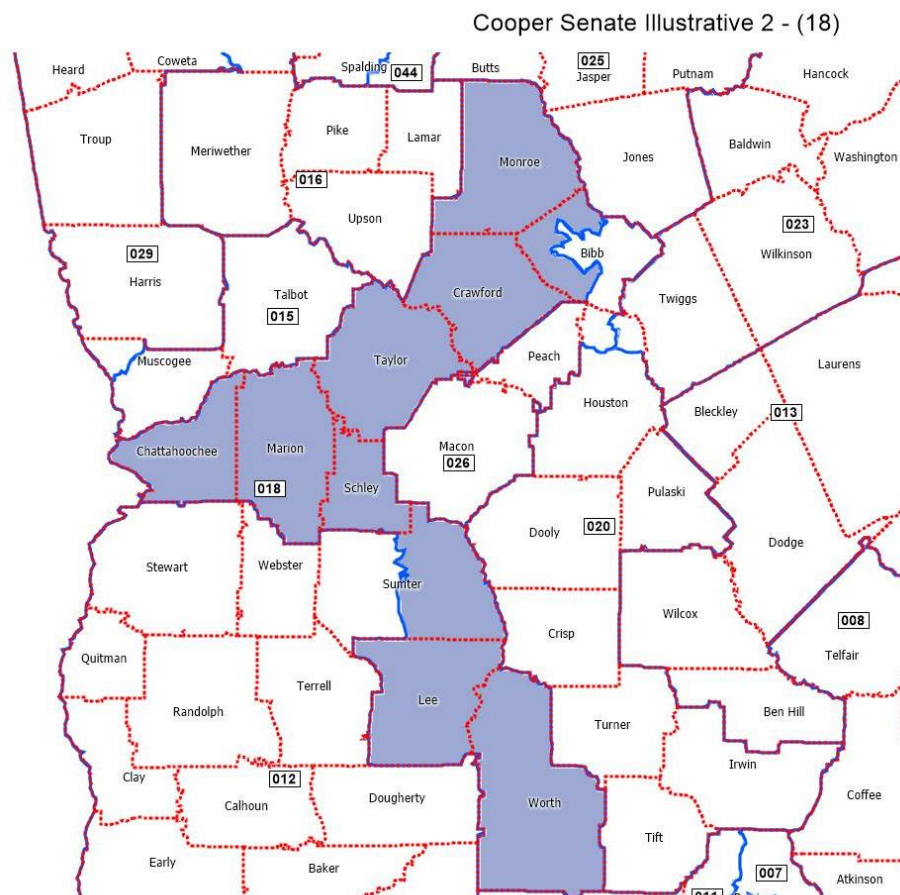 Cooper Senate Illustrative 2 - (18)
Heard
Coweta
Spalding
044
Butts
025
Jasper
Putnam
Hancock
Troup
Meriwether
Pike
Lamar
Monroe
Jones
Baldwin
Washington
016
Upson
023
Wilkinson
029
Harris
Bibb
Talbot
015
Crawford
Twiggs
Muscogee
Taylor
Peach
Laurens
Houston
Bleckley
013
Chattahoochee
Marion
Macon
026
018
Schley
Pulaski
Dooly
020
Dodge
Stewart
Webster
Sumter
Wilcox
008
Crisp
Telfair
Quitman
Terrell
Lee
Randolph
Turner
Ben Hill
Irwin
Clay
012
Calhoun
Dougherty
Worth
Coffee
Tift
Early
Baker
007
Atkinson